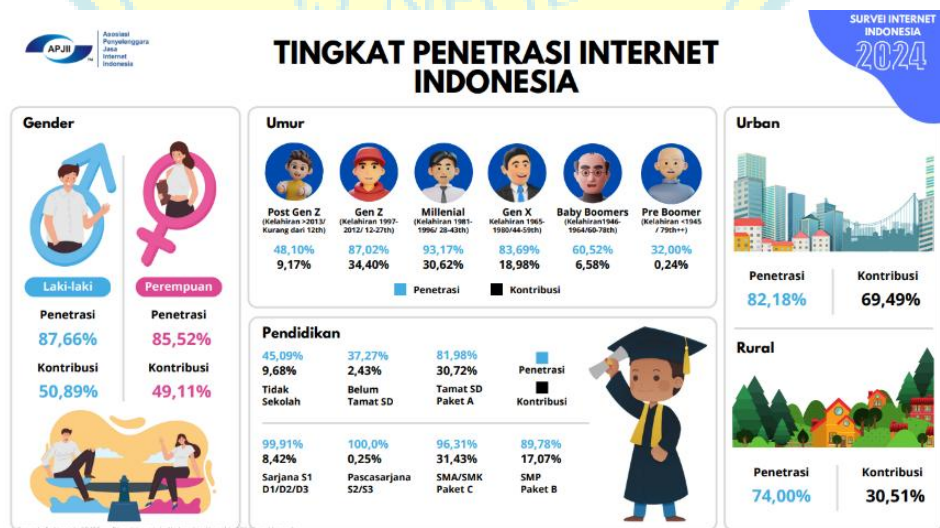 APJII
Asosiasi
Penyelenggara
Jasa
Internet
Indonesia
TINGKAT PENETRASI INTERNET
INDONESIA
SURVEI INTERNET
INDONESIA
2024
Gender
Laki-laki
Perempuan
Penetrasi
Penetrasi
87,66%
85,52%
Kontribusi
Kontribusi
50,89%
49,11%
Umur
Post Gen Z
(Kelahiran >2013/
Kurang dari 12th)
48,10%
9,17%
Gen Z
(Kelahiran 1997-
2012/ 12-27th)
87,02%
34,40%
Millenial
(Kelahiran 1981-
1996/ 28-43th)
93,17%
30,62%
Gen X
Kelahiran 1965-
1980/44-59th)
83,69%
18,98%
Baby Boomers
(Kelahiran1946-
1964/60-78th)
60,52%
6,58%
Pre Boomer
(Kelahiran <1945
/ 79th++)
32,00%
0,24%
Penetrasi
Kontribusi
Pendidikan
45,09%
9,68%
Tidak
Sekolah
37,27%
2,43%
Belum
Tamat SD
81,98%
30,72%
Tamat SD
Paket A
Penetrasi
Kontribusi
99,91%
8,42%
Sarjana S1
D1/D2/D3
100,0%
0,25%
Pascasarjana
S2/S3
96,31%
31,43%
SMA/SMK
Paket C
89,78%
17,07%
SMP
Paket B
Urban
Penetrasi
Kontribusi
82,18%
69,49%
Rural
Penetrasi
Kontribusi
74,00%
30,51%